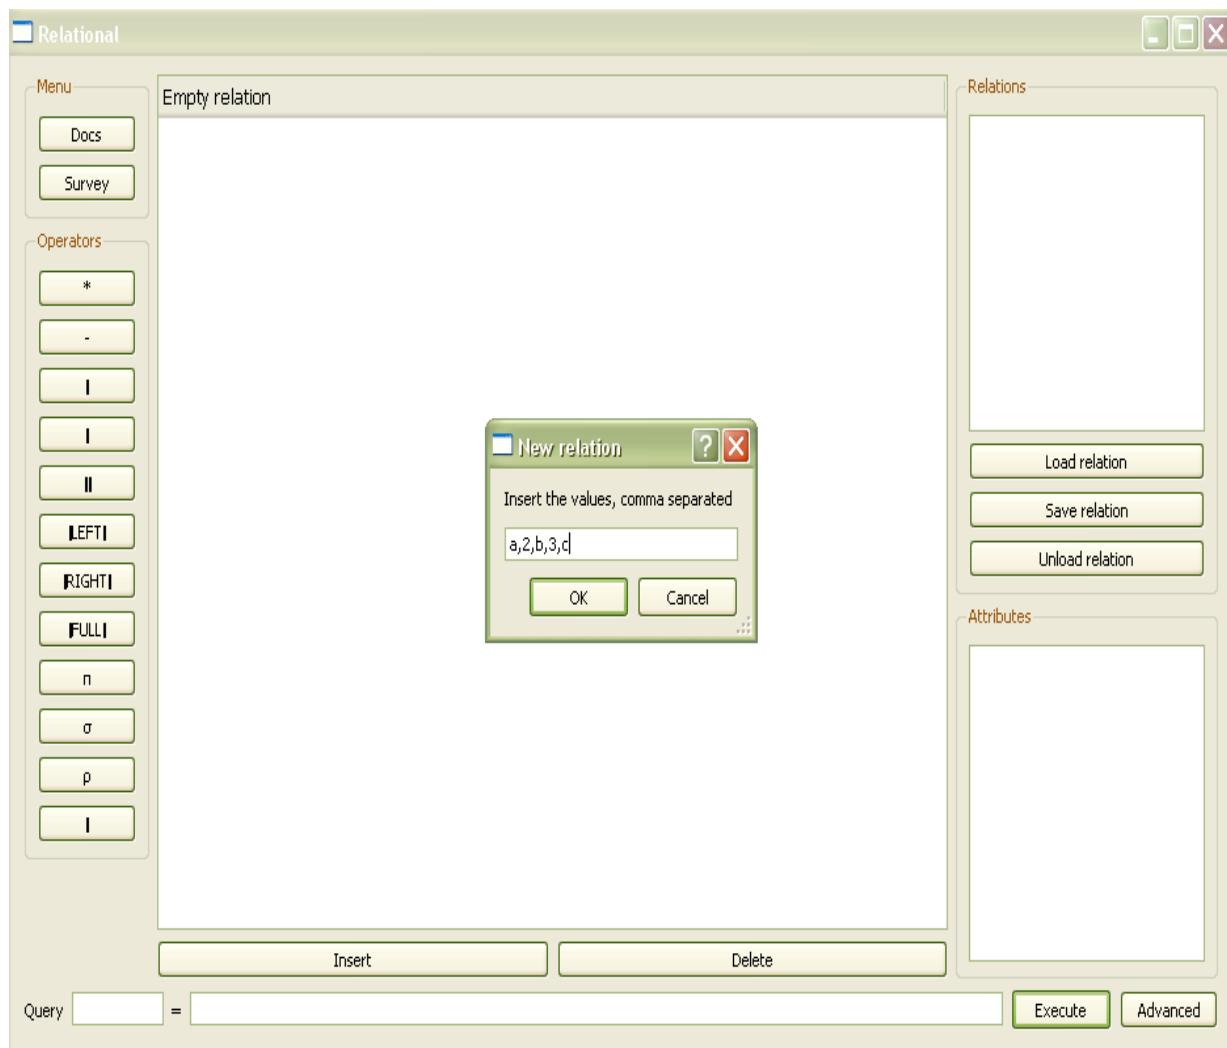 Relational
Menu
Docs
Survey
Operators
*
-
|
|
||
|LEFT|
|RIGHT|
|FULL|
π
σ
ρ
|
Empty relation
New relation
Insert the values, comma separated
a,2,b,3,c
OK
Cancel
Insert
Delete
Relations
Load relation
Save relation
Unload relation
Attributes
Query
=
Execute
Advanced